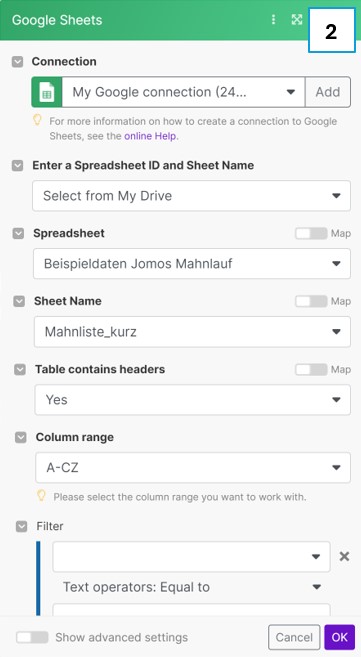 Google Sheets
2
Connection
My Google connection (24...
Add
For more information on how to create a connection to Google
Sheets, see the online Help.
Enter a Spreadsheet ID and Sheet Name
Select from My Drive
Spreadsheet
Map
Beispieldaten Jomos Mahnlauf
Sheet Name
Map
Mahnliste_kurz
Table contains headers
Map
Yes
Column range
A-CZ
Please select the column range you want to work with.
Filter
Text operators: Equal to
Show advanced settings
Cancel
OK